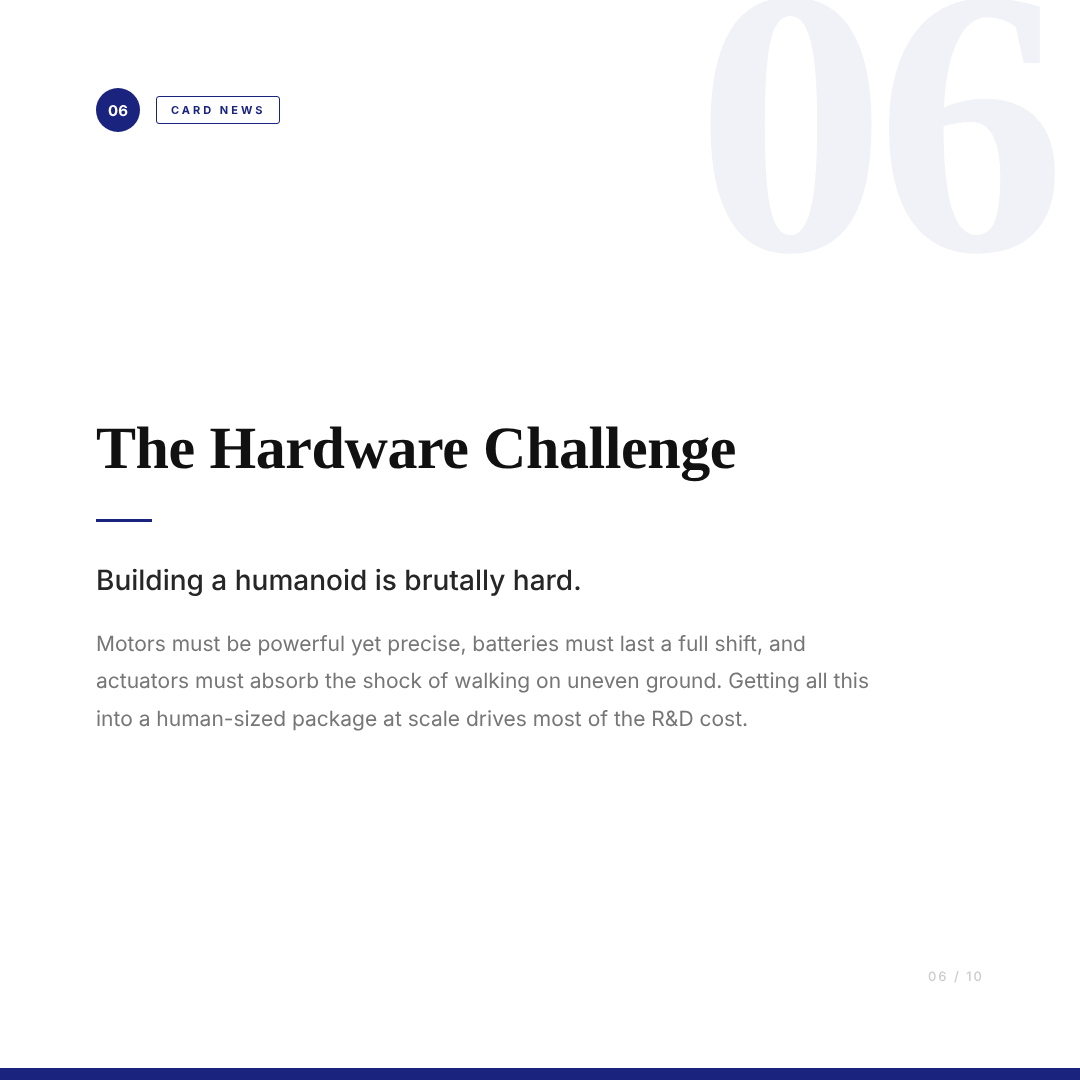 06
06
CARD NEWS
The Hardware Challenge
Building a humanoid is brutally hard.
Motors must be powerful yet precise, batteries must last a full shift, and
actuators must absorb the shock of walking on uneven ground. Getting all this
into a human-sized package at scale drives most of the R&D cost.
06 / 10